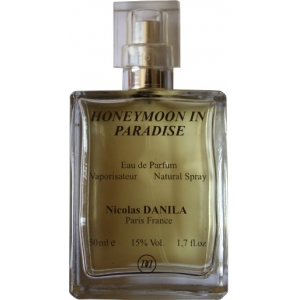 HONEYMOON IN
PARADISE
Eau de Parfum
Vaporisateur Natural Spray
Nicolas DANILA
Paris France
50ml e 15% Vol. 1,7 fl.oz